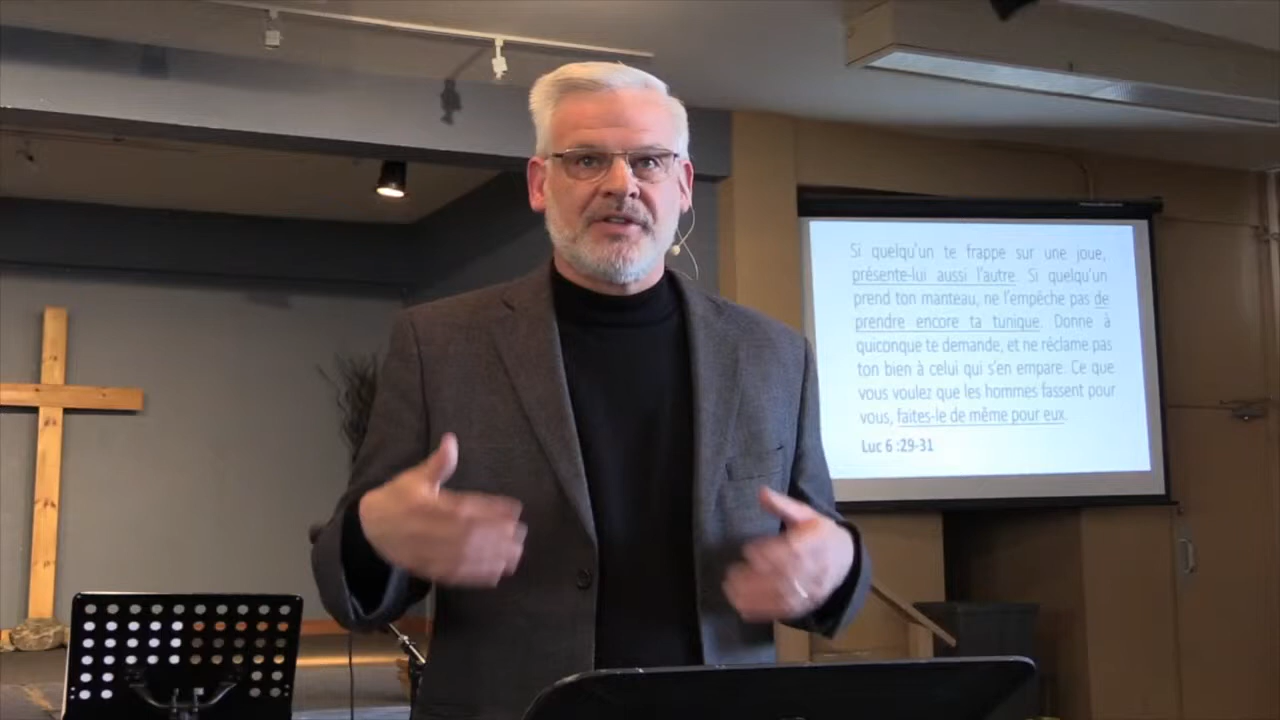 Si quelqu'un te frappe sur une joue,
présente-lui aussi l'autre. Si quelqu'un
prend ton manteau, ne l'empêche pas de
prendre encore ta tunique. Donne à
quiconque te demande, et ne réclame pas
ton bien à celui qui s'en empare. Ce que
vous voulez que les hommes fassent pour
vous, faites-le de même pour eux.
Luc 6 :29-31